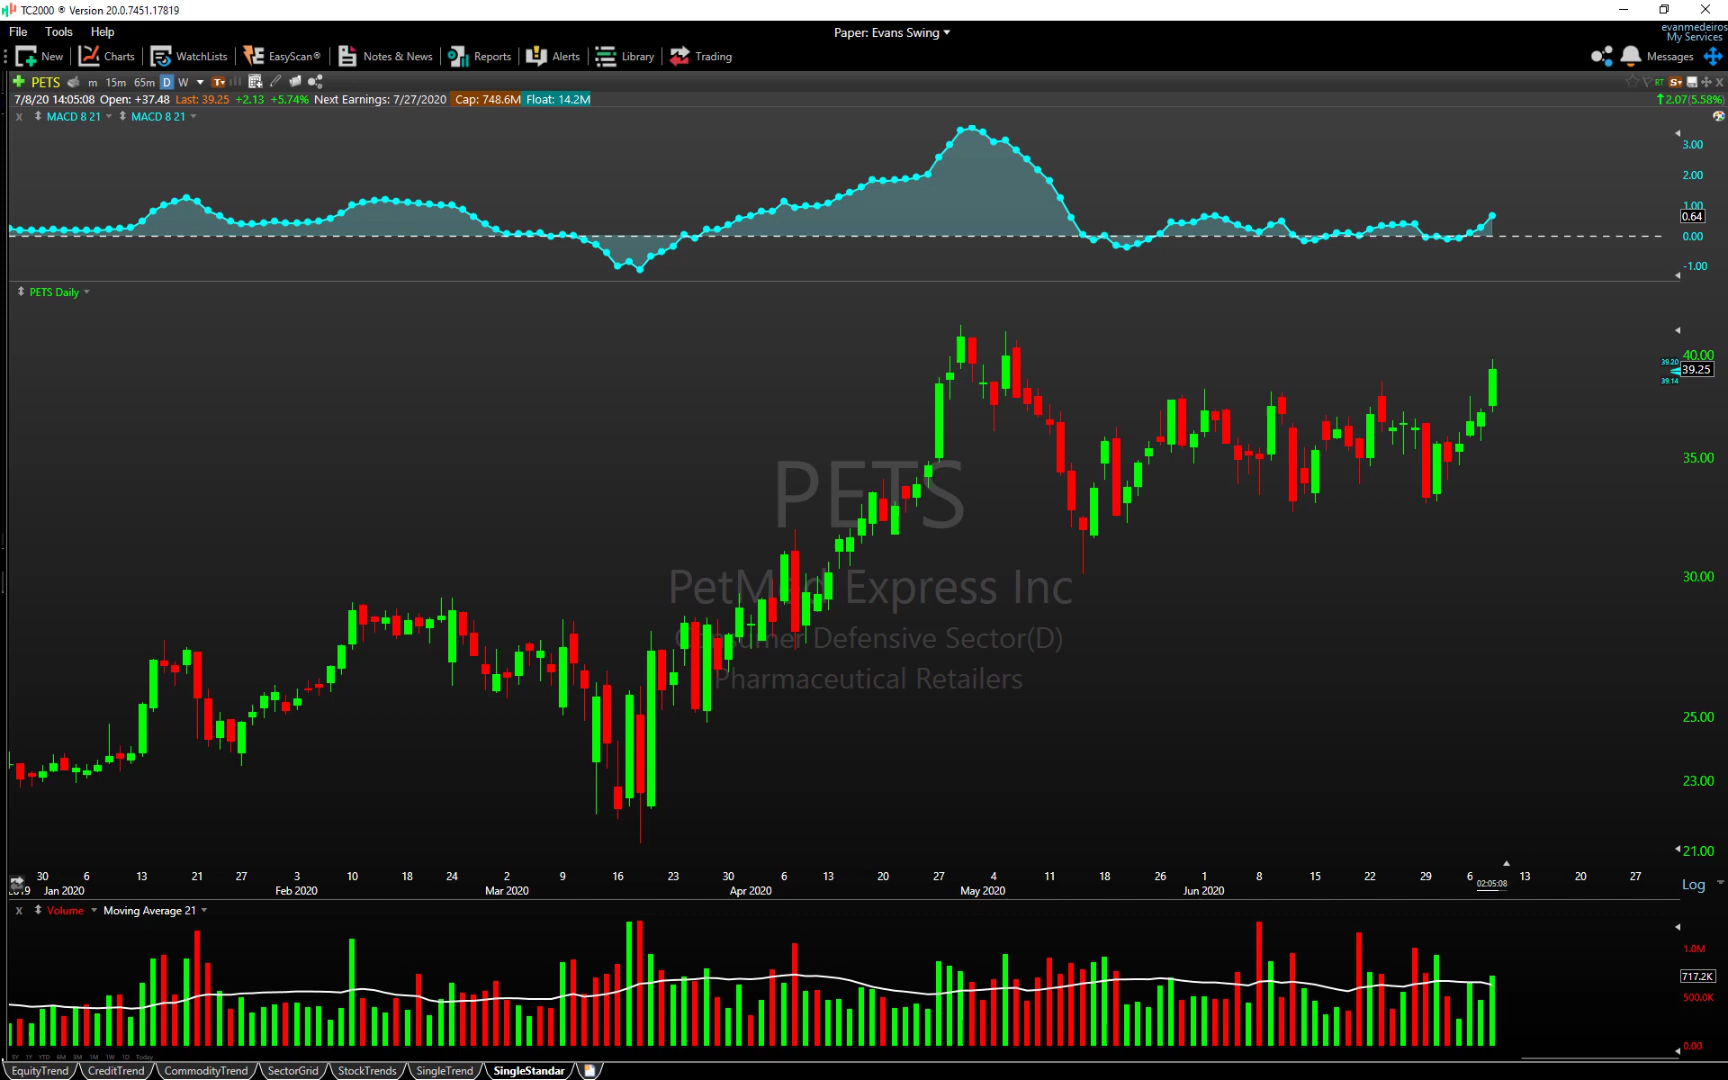 TC2000 ® Version 20.0.7451.17819
File Tools Help
Paper: Evans Swing
evanmedeiros
My Services
New Charts WatchLists EasyScan® Notes & News Reports Alerts Library Trading
Messages
PETS m 15m 65m D W
RT
7/8/20 14:05:08 Open: +37.48 Last: 39.25 +2.13 +5.74% Next Earnings: 7/27/2020 Cap: 748.6M Float: 14.2M
2.07(5.58%)
x MACD 8 21 MACD 8 21
3.00
2.00
1.00
0.64
0.00
-1.00
PETS Daily
40.00
39.20
39.25
39.14
35.00
30.00
25.00
23.00
21.00
PETS
PetMed Express Inc
Consumer Defensive Sector(D)
Pharmaceutical Retailers
30 6 13 21 27 3 10 18 24 2 9 16 23 30 6 13 20 27 4 11 18 26 1 8 15 22 29 6 02:05:08 13 20 27
Jan 2020 Feb 2020 Mar 2020 Apr 2020 May 2020 Jun 2020
Log
x Volume Moving Average 21
1.0M
717.2K
500.0K
0.00
EquityTrend CreditTrend CommodityTrend SectorGrid StockTrends SingleTrend SingleStandar